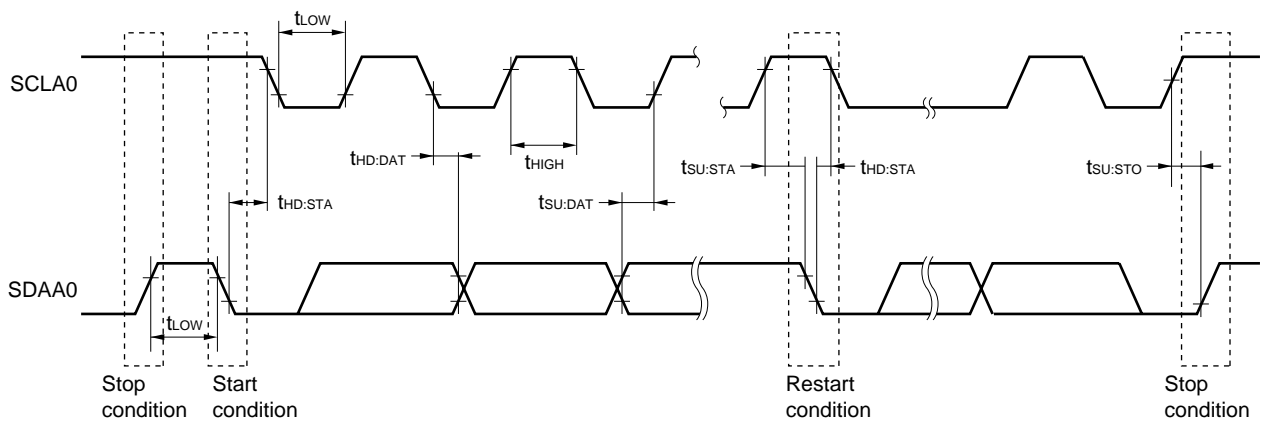 tLOW
SCLA0
tHD:DAT
tHIGH
tSU:STA
tHD:STA
tSU:STO
tHD:STA
tSU:DAT
SDAA0
tLOW
Stop
condition
Start
condition
Restart
condition
Stop
condition